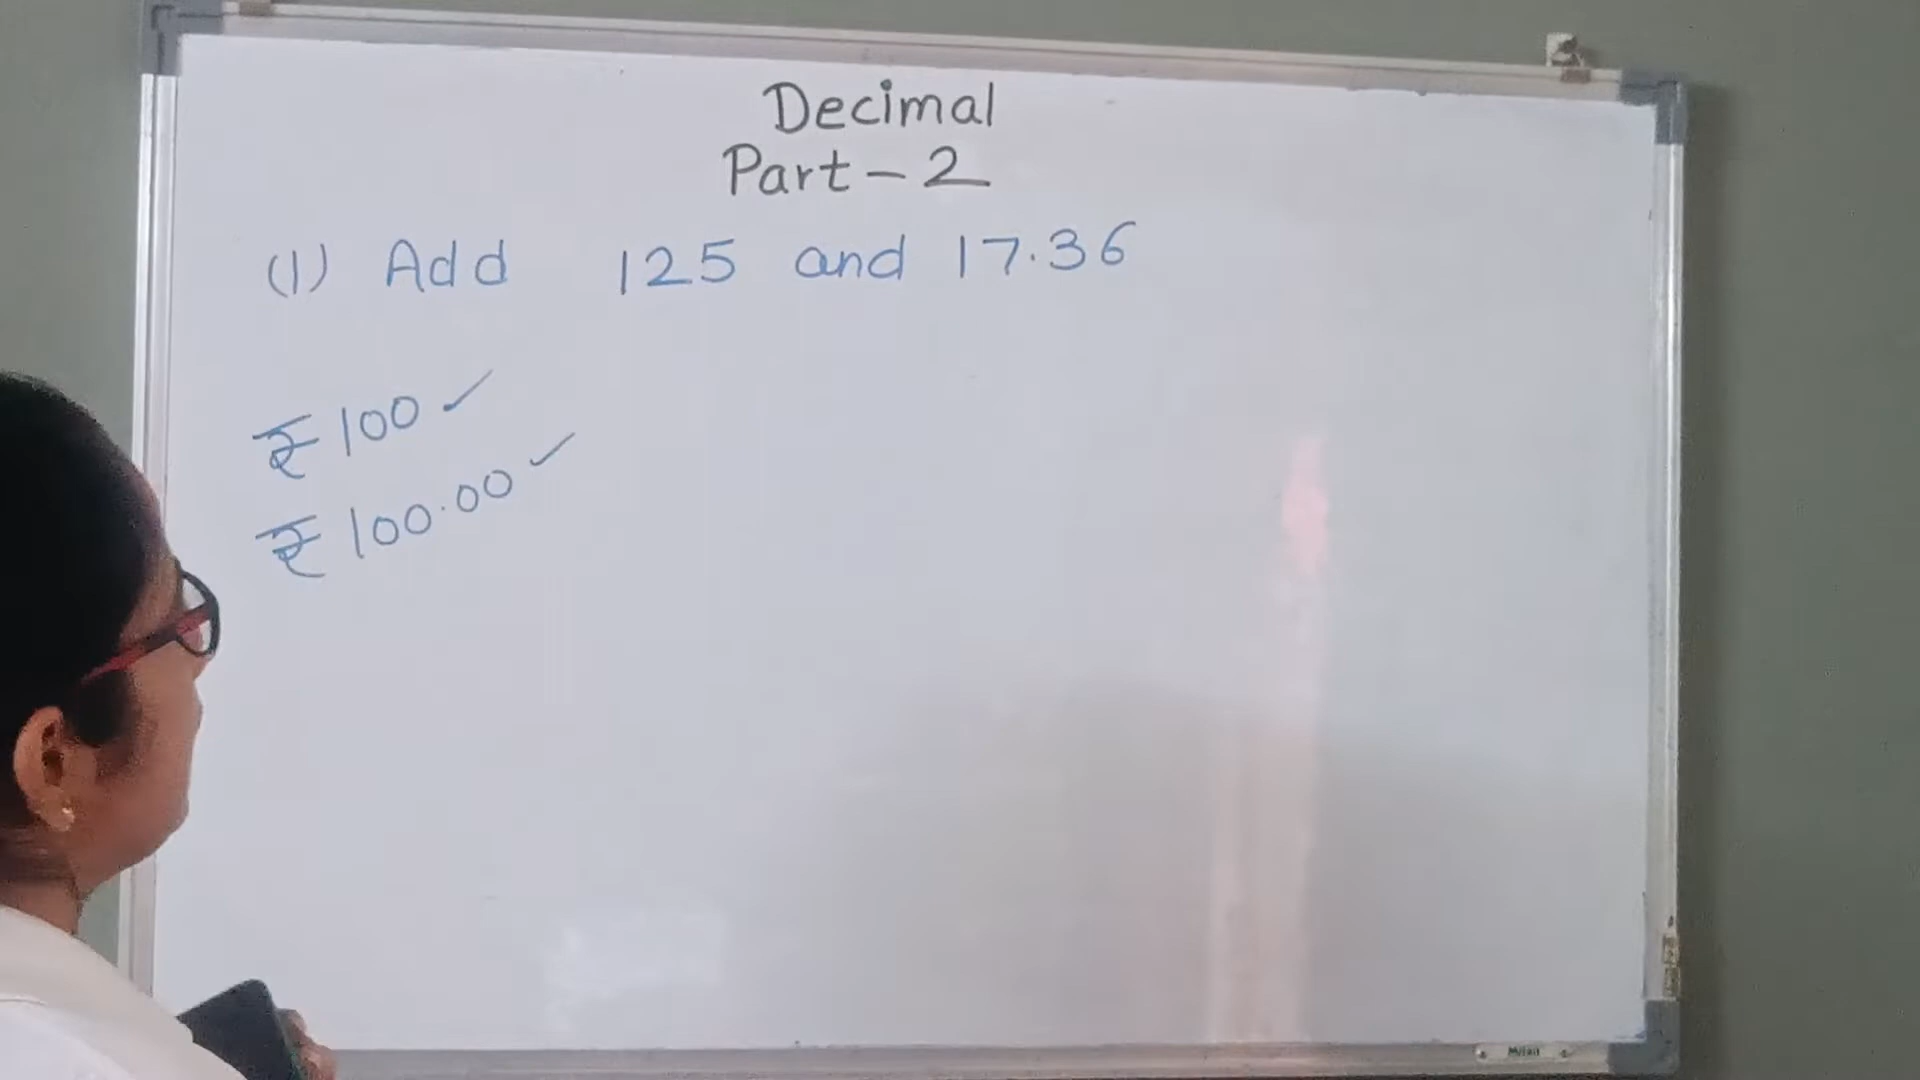 Decimal
Part - 2
(1) Add 125 and 17.36
₹ 100 ✓
₹ 100.00 ✓